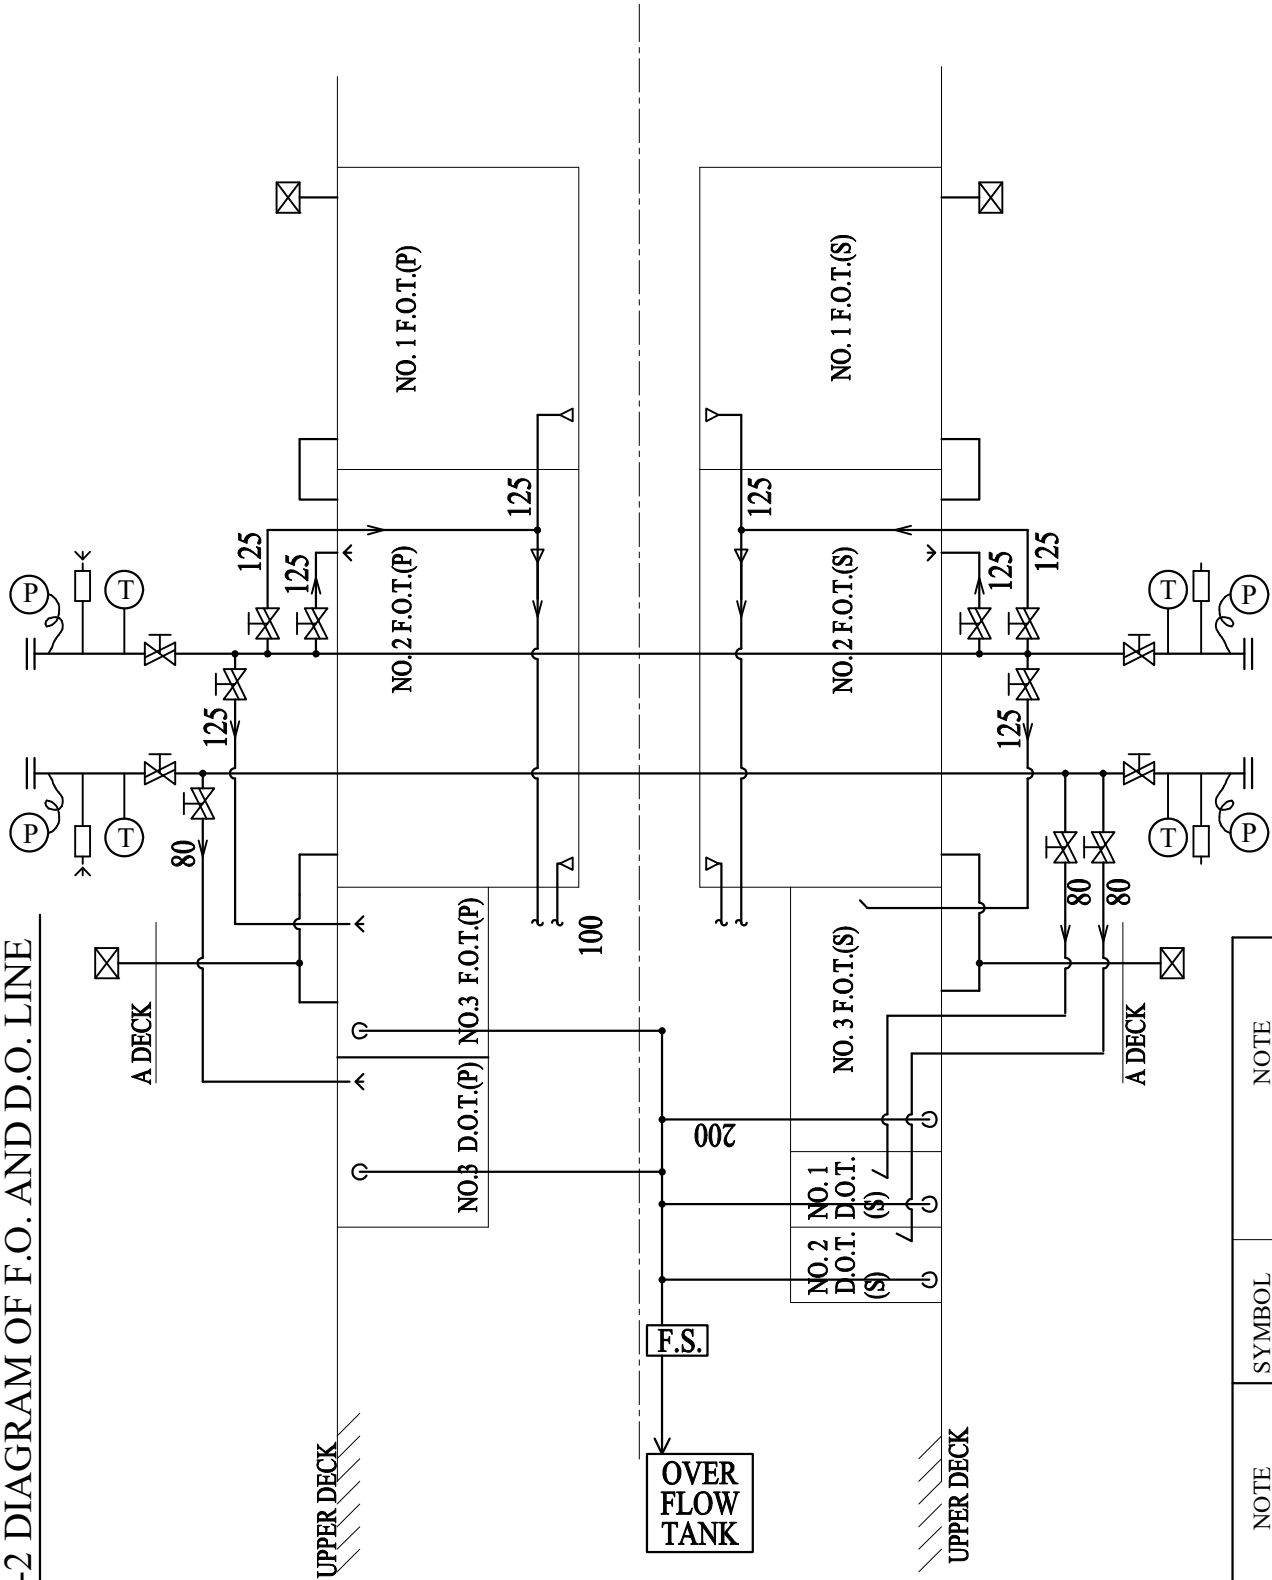 -2 DIAGRAM OF F.O. AND D.O. LINE
NO. 1 F.O.T.(P)
NO. 1 F.O.T.(S)
125
125
125
125
125
125
P
T
T
P
NO. 2 F.O.T.(P)
NO. 2 F.O.T.(S)
125
125
P
T
T
P
80
80
80
100
A DECK
A DECK
NO.3 F.O.T.(P)
NO. 3 F.O.T.(S)
NO.3 D.O.T.(P)
200
NO. 1
D.O.T.
(S)
NO. 2
D.O.T.
(S)
F.S.
OVER
FLOW
TANK
UPPER DECK
UPPER DECK
NOTE
SYMBOL
NOTE